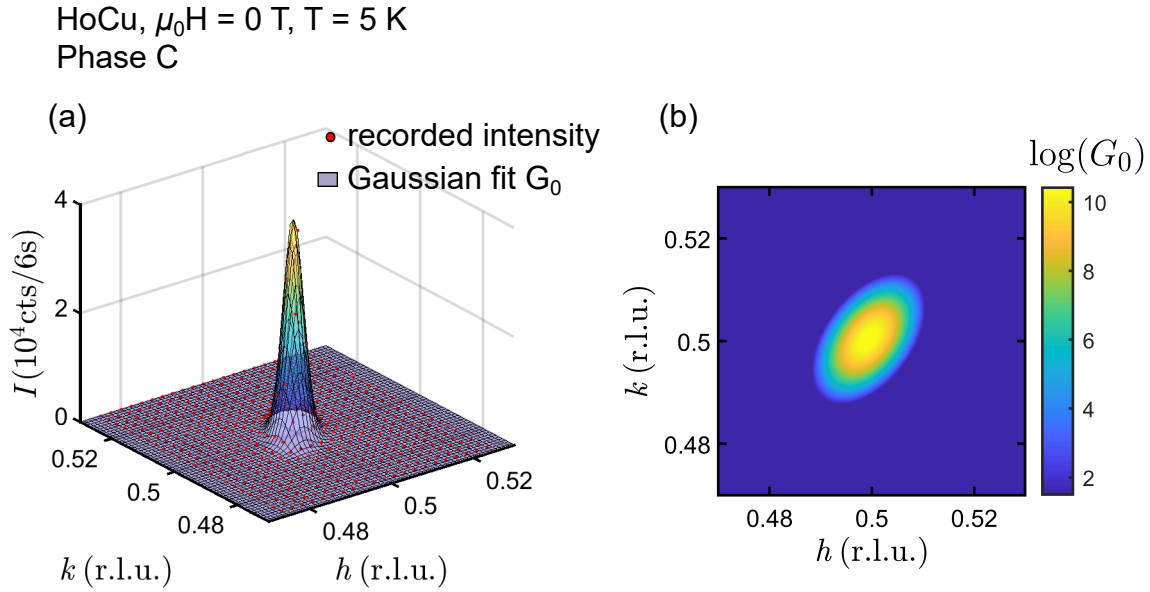 HoCu, μ₀H = 0 T, T = 5 K
Phase C
(a)
recorded intensity
Gaussian fit G₀
I (10⁴cts/6s)
4
2
0
0.52
0.5
0.48
k (r.l.u.)
0.48
0.5
0.52
h (r.l.u.)
(b)
log(G₀)
k (r.l.u.)
0.52
0.5
0.48
0.48
0.5
0.52
h (r.l.u.)
10
8
6
4
2